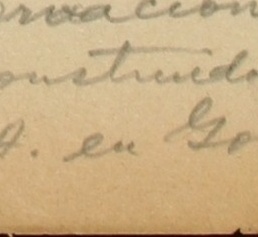 rvacion
onstruido
. en Go